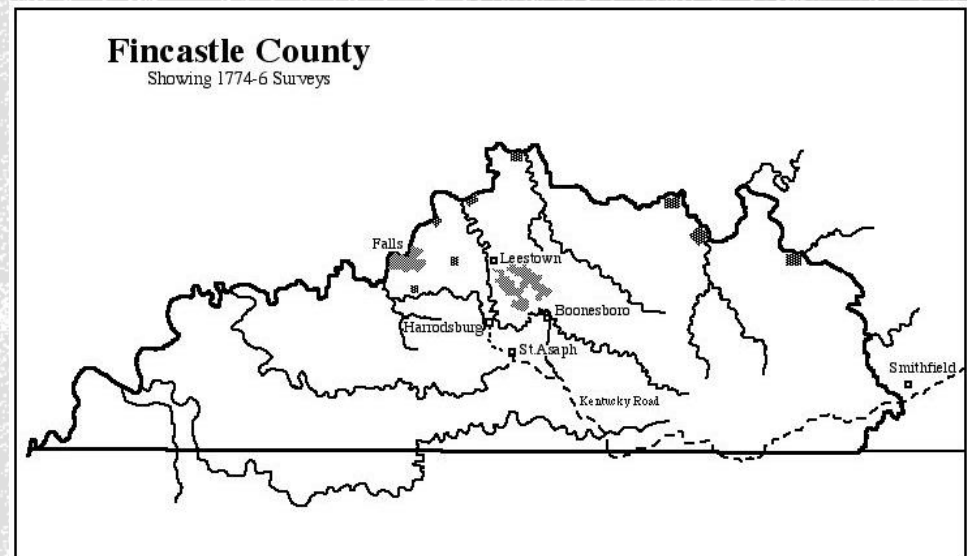 Fincastle County
Showing 1774-6 Surveys
Falls
Leestown
Boonesboro
Harrodsburg
St.Asaph
Smithfield
Kentucky Road